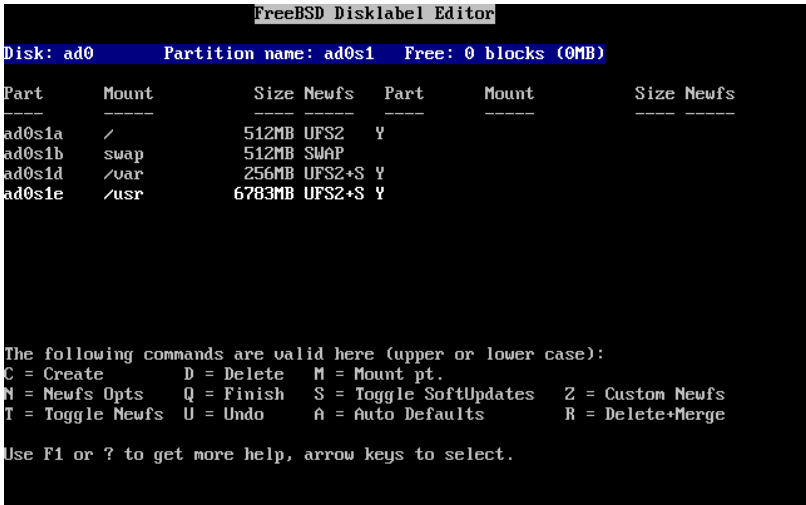 FreeBSD Disklabel Editor
Disk: ad0       Partition name: ad0s1   Free: 0 blocks (0MB)
Part      Mount          Size Newfs   Part      Mount          Size Newfs
----      -----          ---- -----   ----      -----          ---- -----
ad0s1a    /             512MB UFS2   Y
ad0s1b    swap          512MB SWAP
ad0s1d    /var          256MB UFS2+S Y
ad0s1e    /usr         6783MB UFS2+S Y
The following commands are valid here (upper or lower case):
C = Create        D = Delete   M = Mount pt.
N = Newfs Opts    Q = Finish   S = Toggle SoftUpdates   Z = Custom Newfs
T = Toggle Newfs  U = Undo     A = Auto Defaults        R = Delete+Merge
Use F1 or ? to get more help, arrow keys to select.